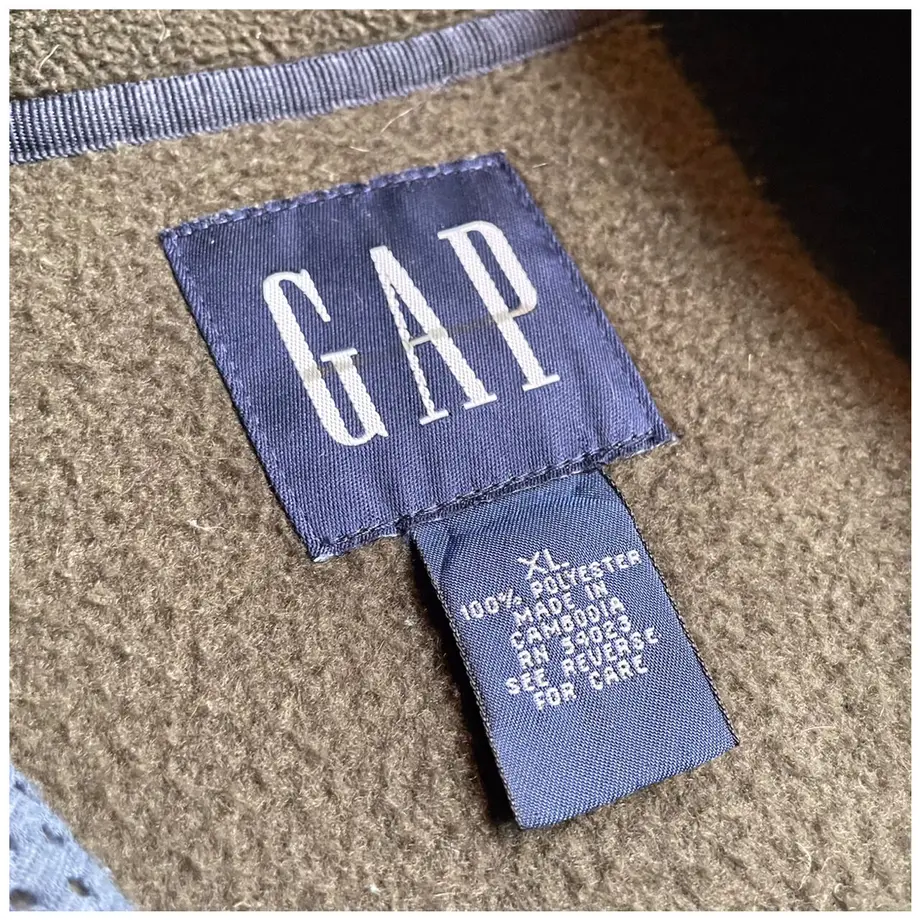 GAP
XL
100% POLYESTER
MADE IN
CAMBODIA
RN 54023
SEE REVERSE
FOR CARE